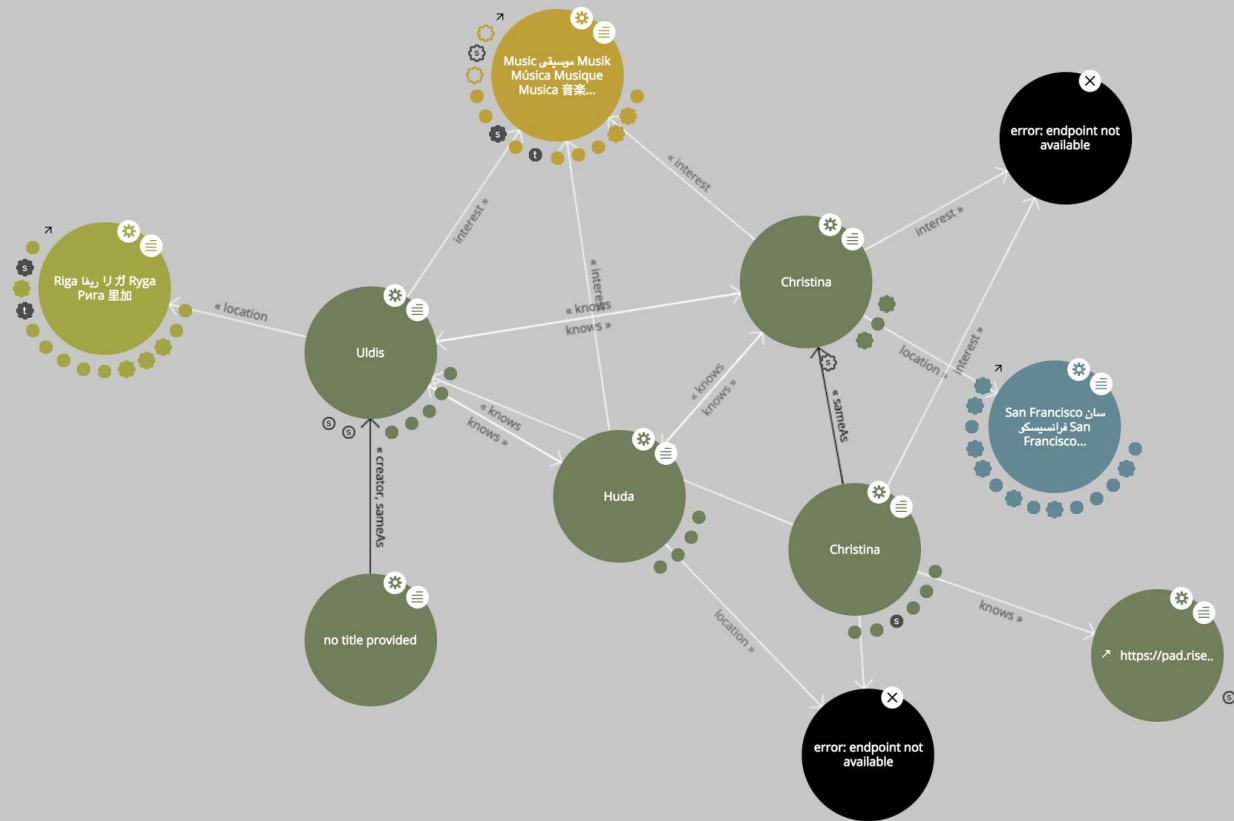 Music موسيقى Musik
Música Musique
Musica 音楽...
error: endpoint not
available
« interest
interest »
interest »
Riga ريغا リガ Ryga
Рига 里加
« location
Uldis
« interest
« knows
knows »
Christina
interest »
location »
San Francisco سان
فرانسيسكو San
Francisco...
« knows
knows »
« knows
knows »
« sameAs
« creator, sameAs
Huda
Christina
no title provided
location »
knows »
https://pad.rise..
error: endpoint not
available
s
s
t
s
t
s
s
s
s
s